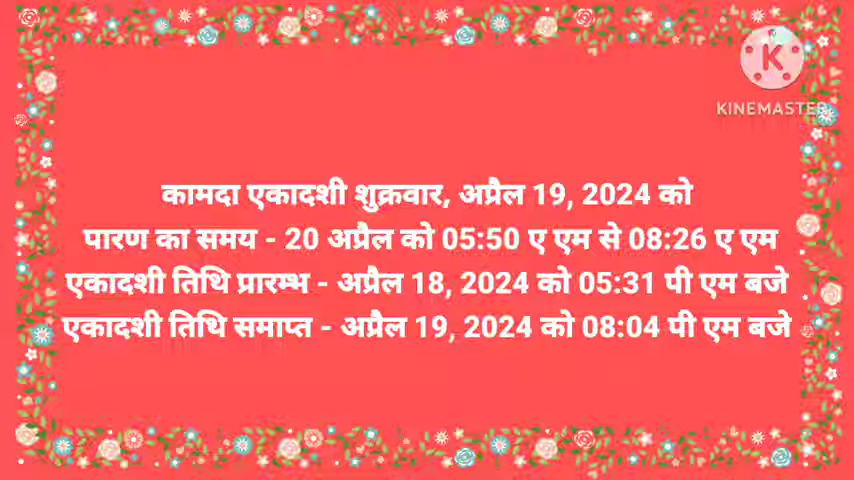 K
KINEMASTER
कामदा एकादशी शुक्रवार, अप्रैल 19, 2024 को
पारण का समय - 20 अप्रैल को 05:50 ए एम से 08:26 ए एम
एकादशी तिथि प्रारम्भ - अप्रैल 18, 2024 को 05:31 पी एम बजे
एकादशी तिथि समाप्त - अप्रैल 19, 2024 को 08:04 पी एम बजे